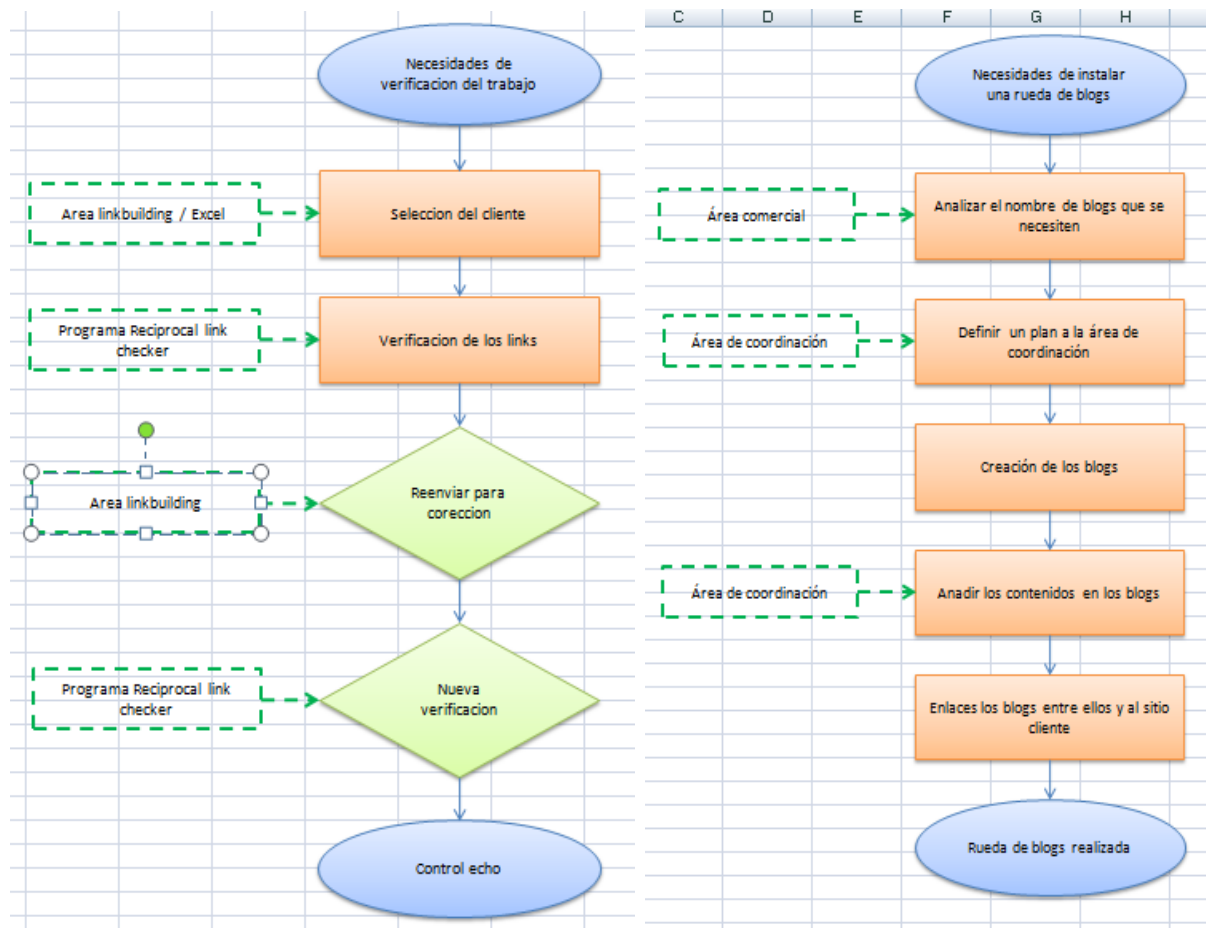 Necesidades de
verificacion del trabajo
Area linkbuilding / Excel
Seleccion del cliente
Programa Reciprocal link
checker
Verificacion de los links
Area linkbuilding
Reenviar para
coreccion
Programa Reciprocal link
checker
Nueva
verificacion
Control echo
C D E F G H
Necesidades de instalar
una rueda de blogs
Área comercial
Analizar el nombre de blogs que se
necesiten
Área de coordinación
Definir un plan a la área de
coordinación
Creación de los blogs
Área de coordinación
Anadir los contenidos en los blogs
Enlaces los blogs entre ellos y al sitio
cliente
Rueda de blogs realizada